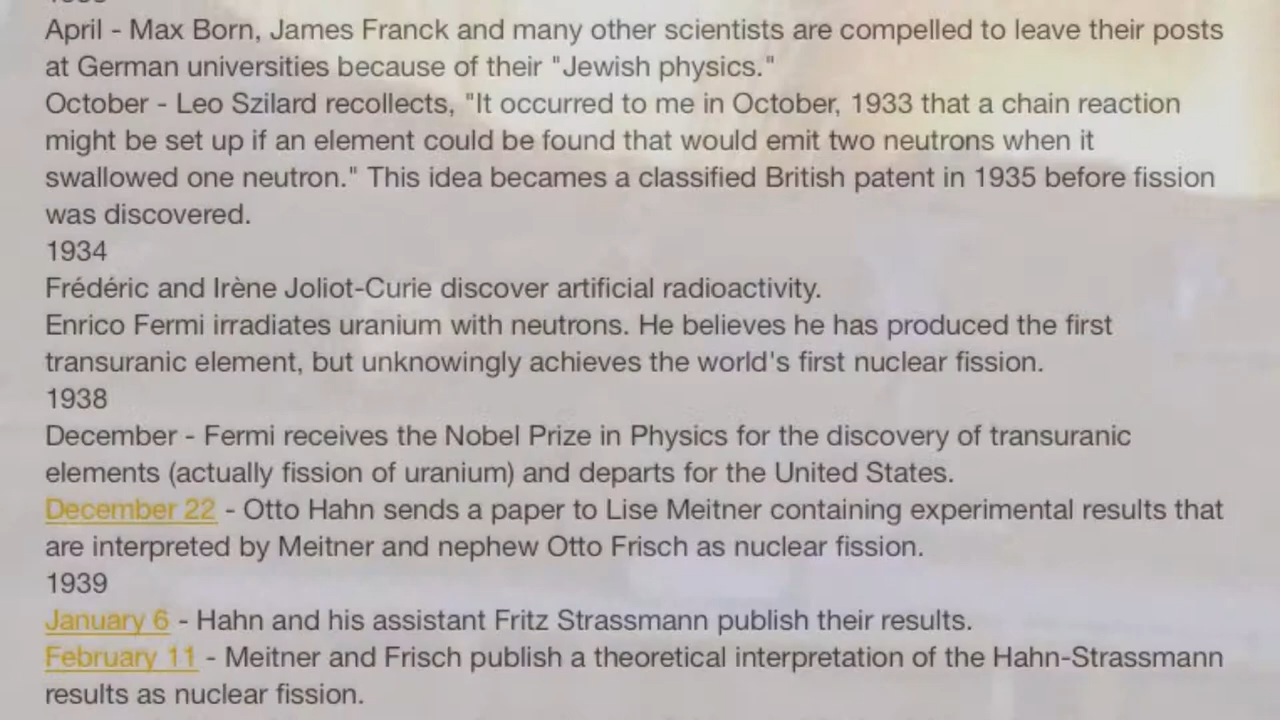 April - Max Born, James Franck and many other scientists are compelled to leave their posts
at German universities because of their "Jewish physics."
October - Leo Szilard recollects, "It occurred to me in October, 1933 that a chain reaction
might be set up if an element could be found that would emit two neutrons when it
swallowed one neutron." This idea becames a classified British patent in 1935 before fission
was discovered.
1934
Frédéric and Irène Joliot-Curie discover artificial radioactivity.
Enrico Fermi irradiates uranium with neutrons. He believes he has produced the first
transuranic element, but unknowingly achieves the world's first nuclear fission.
1938
December - Fermi receives the Nobel Prize in Physics for the discovery of transuranic
elements (actually fission of uranium) and departs for the United States.
December 22 - Otto Hahn sends a paper to Lise Meitner containing experimental results that
are interpreted by Meitner and nephew Otto Frisch as nuclear fission.
1939
January 6 - Hahn and his assistant Fritz Strassmann publish their results.
February 11 - Meitner and Frisch publish a theoretical interpretation of the Hahn-Strassmann
results as nuclear fission.